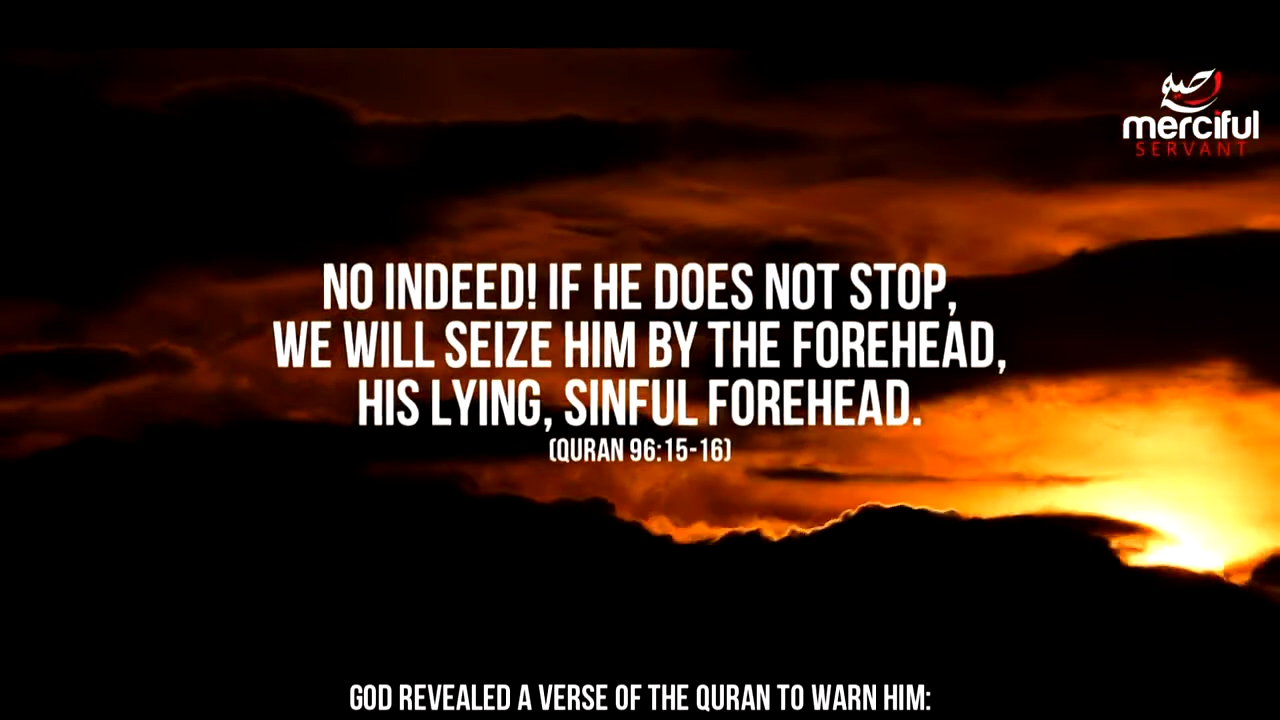 رحيم
merciful
SERVANT
NO INDEED! IF HE DOES NOT STOP,
WE WILL SEIZE HIM BY THE FOREHEAD,
HIS LYING, SINFUL FOREHEAD.
(QURAN 96:15-16)
GOD REVEALED A VERSE OF THE QURAN TO WARN HIM: